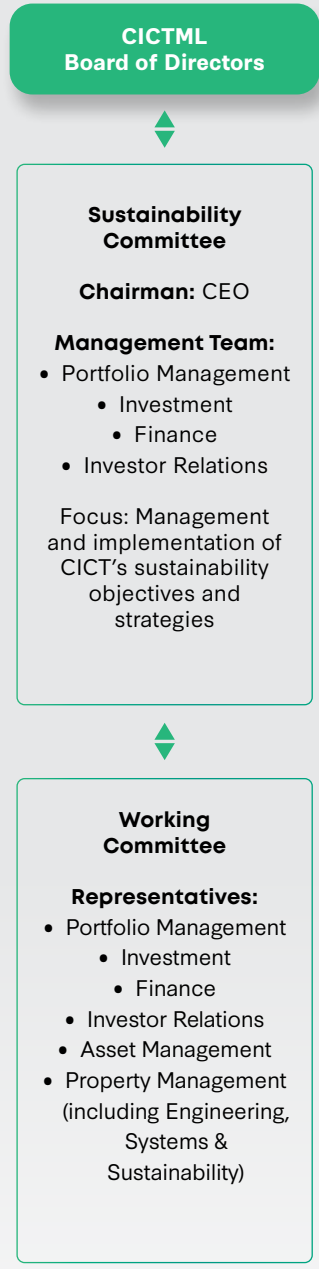 CICTML
Board of Directors
Sustainability
Committee
Chairman: CEO
Management Team:
• Portfolio Management
• Investment
• Finance
• Investor Relations
Focus: Management
and implementation of
CICT's sustainability
objectives and
strategies
Working
Committee
Representatives:
• Portfolio Management
• Investment
• Finance
• Investor Relations
• Asset Management
• Property Management
(including Engineering,
Systems &
Sustainability)